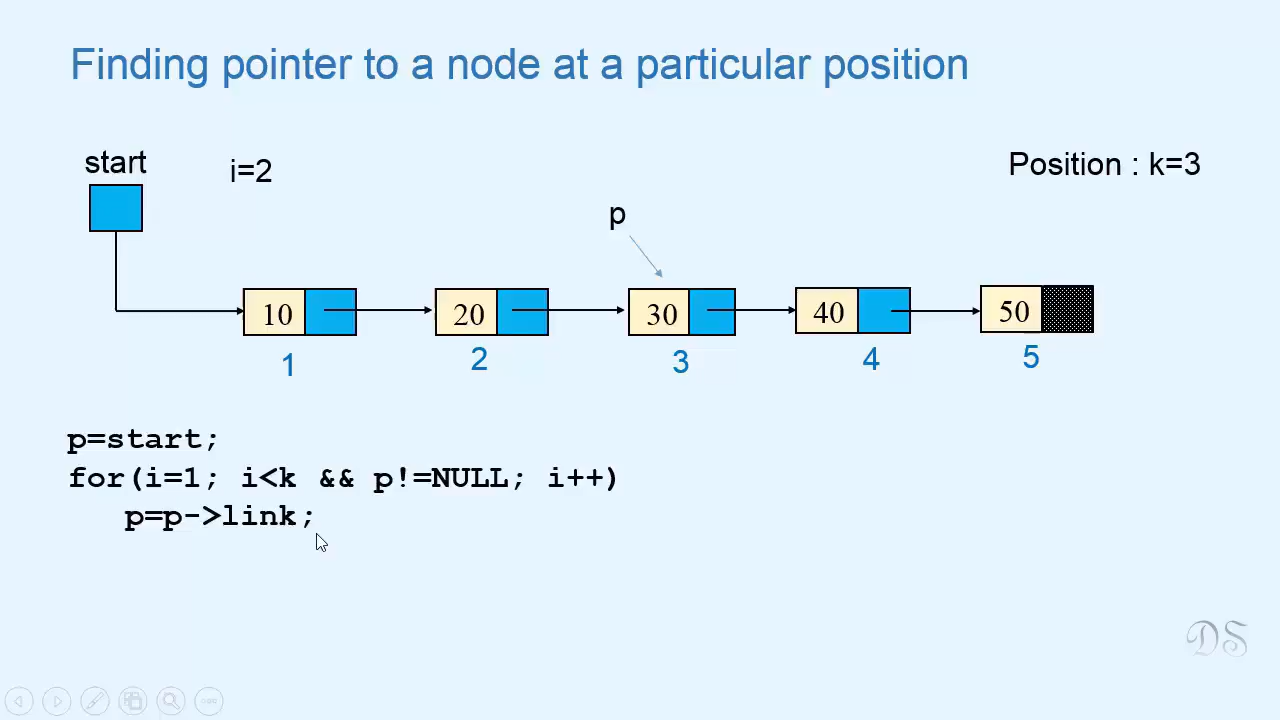 Finding pointer to a node at a particular position
start
i=2
Position : k=3
p
10 20 30 40 50
1 2 3 4 5
p=start;
for(i=1; i<k && p!=NULL; i++)
p=p->link;
DS